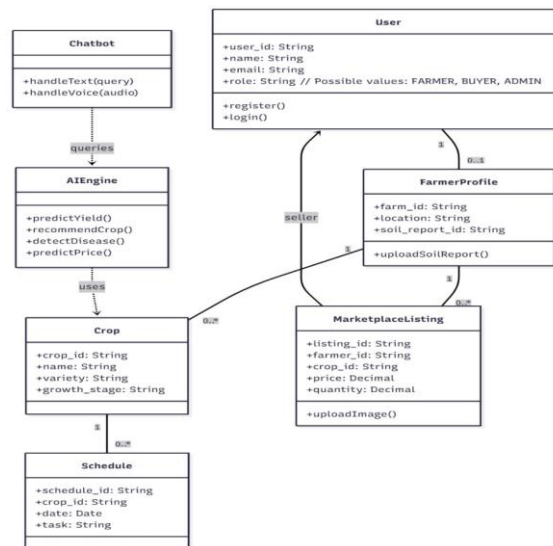 Chatbot
+handleText(query)
+handleVoice(audio)
queries
AIEngine
+predictYield()
+recommendCrop()
+detectDisease()
+predictPrice()
uses
Crop
+crop_id: String
+name: String
+variety: String
+growth_stage: String
1
0..*
Schedule
+schedule_id: String
+crop_id: String
+date: Date
+task: String
User
+user_id: String
+name: String
+email: String
+role: String // Possible values: FARMER, BUYER, ADMIN
+register()
+login()
1
0..1
seller
FarmerProfile
+farm_id: String
+location: String
+soil_report_id: String
+uploadSoilReport()
1
0..*
1
0..*
MarketplaceListing
+listing_id: String
+farmer_id: String
+crop_id: String
+price: Decimal
+quantity: Decimal
+uploadImage()